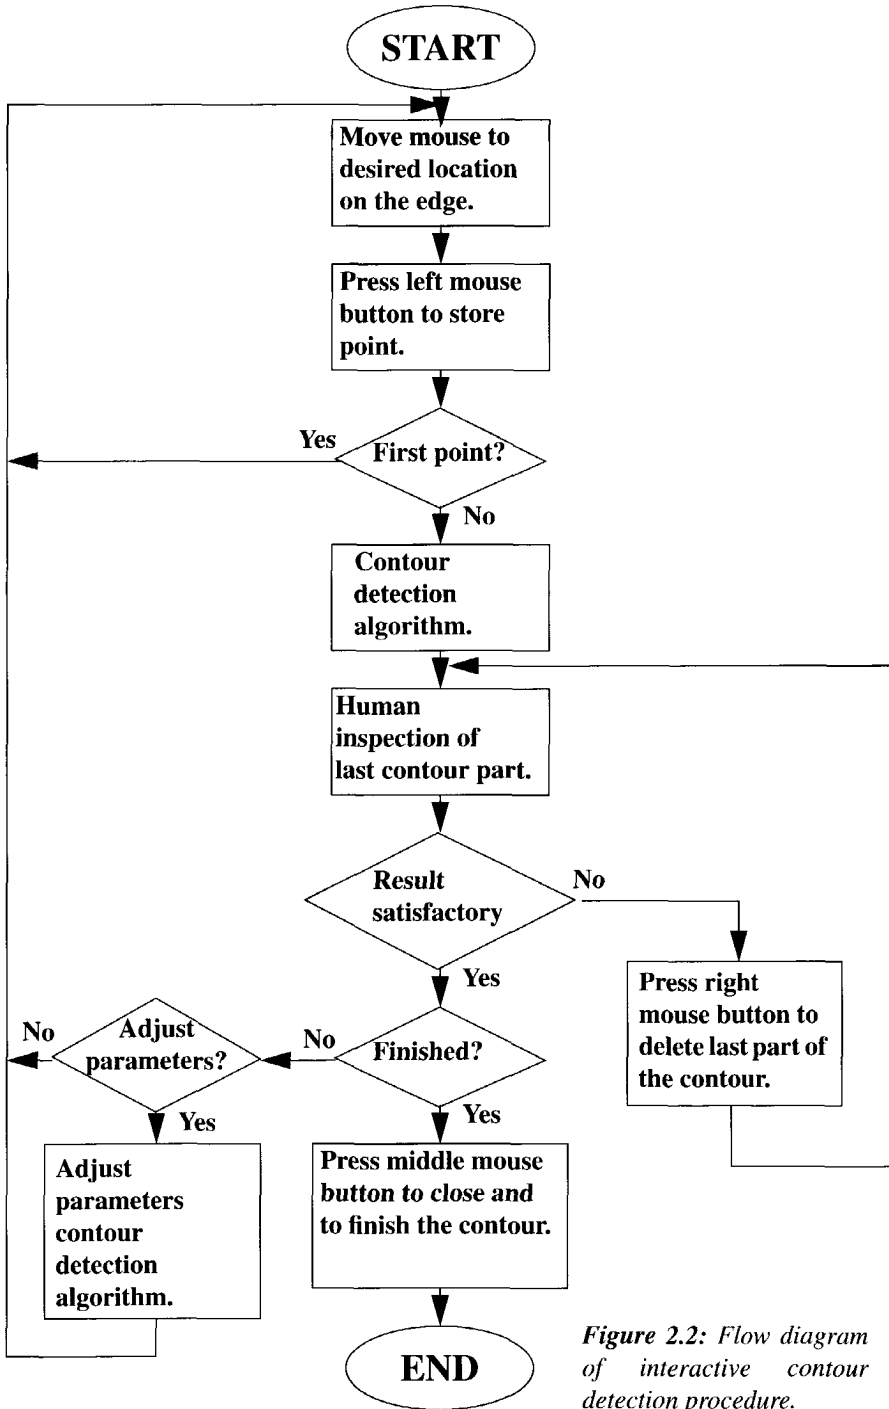 START
Move mouse to
desired location
on the edge.
Press left mouse
button to store
point.
Yes
First point?
No
Contour
detection
algorithm.
Human
inspection of
last contour part.
Result
satisfactory
No
Yes
Press right
mouse button to
delete last part of
the contour.
No
Adjust
parameters?
No
Finished?
Yes
Yes
Adjust
parameters
contour
detection
algorithm.
Press middle mouse
button to close and
to finish the contour.
END
Figure 2.2: Flow diagram
of interactive contour
detection procedure.